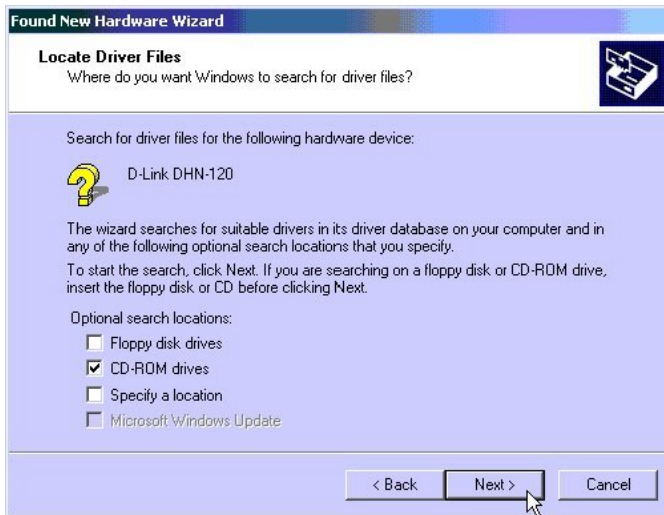 Found New Hardware Wizard
Locate Driver Files
Where do you want Windows to search for driver files?
Search for driver files for the following hardware device:
D-Link DHN-120
The wizard searches for suitable drivers in its driver database on your computer and in
any of the following optional search locations that you specify.
To start the search, click Next. If you are searching on a floppy disk or CD-ROM drive,
insert the floppy disk or CD before clicking Next.
Optional search locations:
Floppy disk drives
CD-ROM drives
Specify a location
Microsoft Windows Update
< Back Next > Cancel